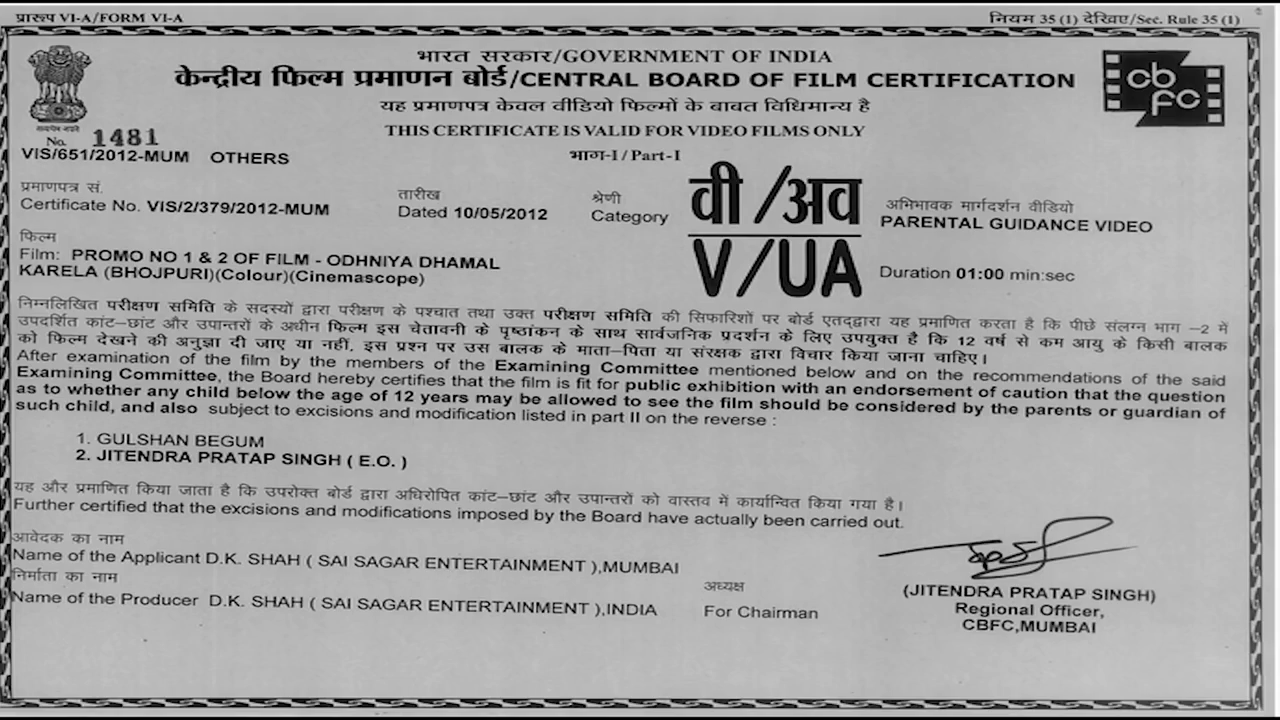 प्रारूप VI-A/FORM VI-A
नियम 35 (1) देखिए/Sec. Rule 35 (1)
भारत सरकार/GOVERNMENT OF INDIA
केन्द्रीय फिल्म प्रमाणन बोर्ड/CENTRAL BOARD OF FILM CERTIFICATION
cb
fc
यह प्रमाणपत्र केवल वीडियो फिल्मों के बाबत विधिमान्य है
सत्यमेव जयते
THIS CERTIFICATE IS VALID FOR VIDEO FILMS ONLY
No. 1481
VIS/651/2012-MUM OTHERS
भाग-I / Part-I
प्रमाणपत्र सं.
Certificate No. VIS/2/379/2012-MUM
तारीख
Dated 10/05/2012
श्रेणी
Category
वी/अव
V/UA
अभिभावक मार्गदर्शन वीडियो
PARENTAL GUIDANCE VIDEO
फिल्म
Film: PROMO NO 1 & 2 OF FILM - ODHNIYA DHAMAL
KARELA (BHOJPURI)(Colour)(Cinemascope)
Duration 01:00 min:sec
निम्नलिखित परीक्षण समिति के सदस्यों द्वारा परीक्षण के पश्चात तथा उक्त परीक्षण समिति की सिफारिशों पर बोर्ड एतद्द्वारा यह प्रमाणित करता है कि पीछे संलग्न भाग -2 में
उपदर्शित कांट-छांट और उपान्तरों के अधीन फिल्म इस चेतावनी के पृष्ठांकन के साथ सार्वजनिक प्रदर्शन के लिए उपयुक्त है कि 12 वर्ष से कम आयु के किसी बालक
को फिल्म देखने की अनुज्ञा दी जाए या नहीं, इस प्रश्न पर उस बालक के माता-पिता या संरक्षक द्वारा विचार किया जाना चाहिए।
After examination of the film by the members of the Examining Committee mentioned below and on the recommendations of the said
Examining Committee, the Board hereby certifies that the film is fit for public exhibition with an endorsement of caution that the question
as to whether any child below the age of 12 years may be allowed to see the film should be considered by the parents or guardian of
such child, and also subject to excisions and modification listed in part II on the reverse :
1. GULSHAN BEGUM
2. JITENDRA PRATAP SINGH ( E.O. )
यह और प्रमाणित किया जाता है कि उपरोक्त बोर्ड द्वारा अधिरोपित कांट-छांट और उपान्तरों को वास्तव में कार्यान्वित किया गया है।
Further certified that the excisions and modifications imposed by the Board have actually been carried out.
आवेदक का नाम
Name of the Applicant D.K. SHAH ( SAI SAGAR ENTERTAINMENT ),MUMBAI
निर्माता का नाम
Name of the Producer D.K. SHAH ( SAI SAGAR ENTERTAINMENT ),INDIA
अध्यक्ष
For Chairman
(JITENDRA PRATAP SINGH)
Regional Officer,
CBFC,MUMBAI